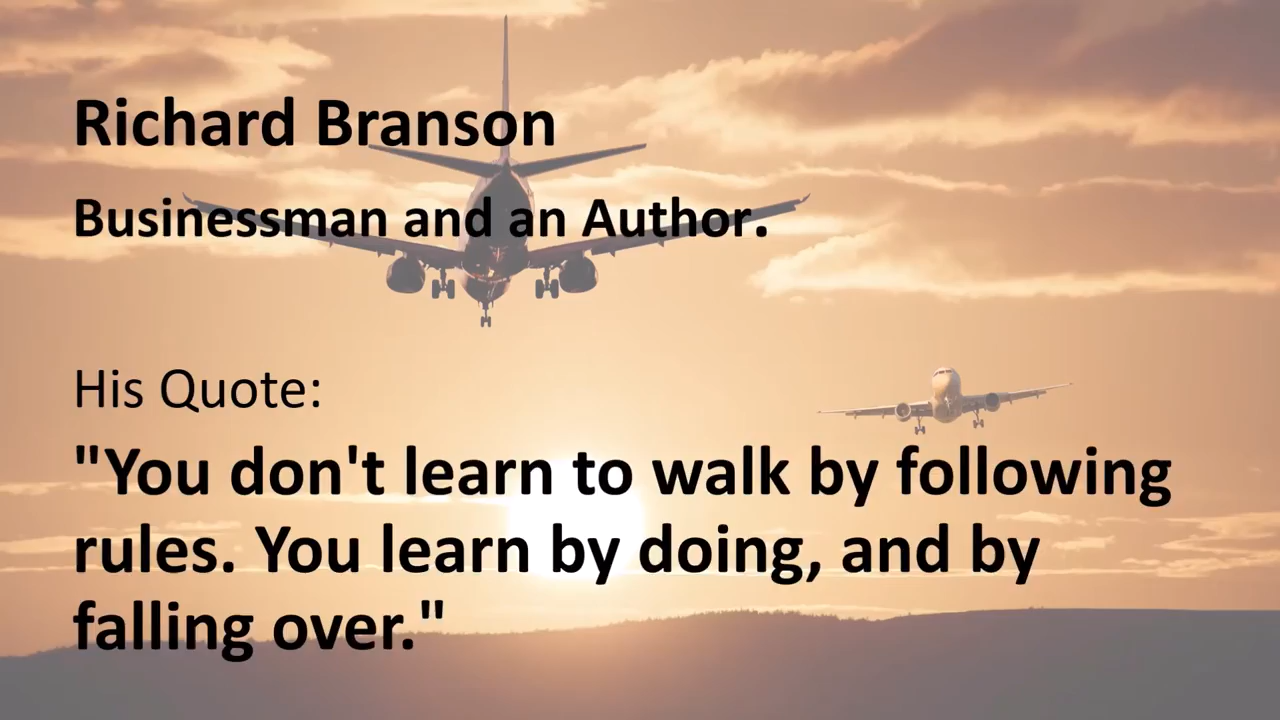 Richard Branson
Businessman and an Author.
His Quote:
"You don't learn to walk by following
rules. You learn by doing, and by
falling over."